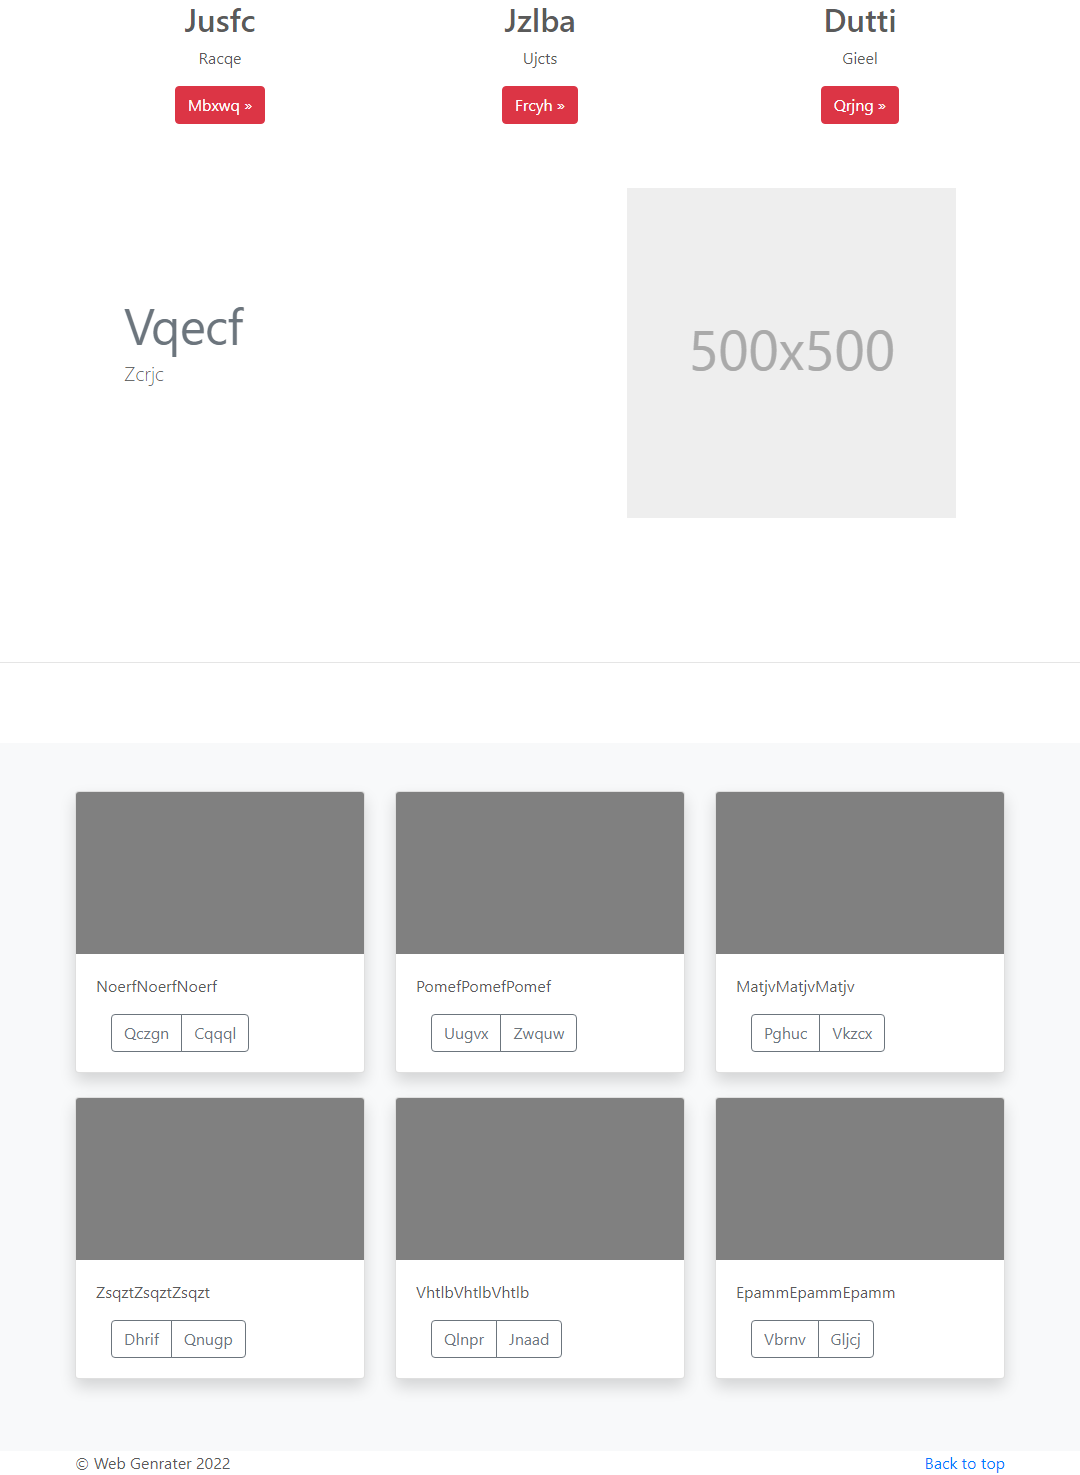 Jusfc
Racqe
Mbxwq »
Jzlba
Ujcts
Frcyh »
Dutti
Gieel
Qrjng »
Vqecf
Zcrjc
500x500
NoerfNoerfNoerf
Qczgn Cqqql
PomefPomefPomef
Uugvx Zwquw
MatjvMatjvMatjv
Pghuc Vkzcx
ZsqztZsqztZsqzt
Dhrif Qnugp
VhtlbVhtlbVhtlb
Qlnpr Jnaad
EpammEpammEpamm
Vbrnv Gljcj
© Web Genrater 2022
Back to top